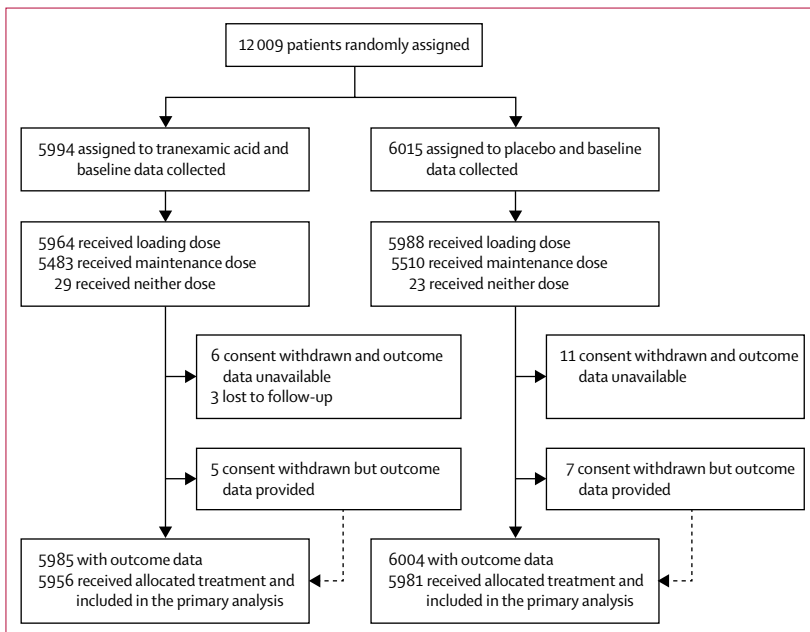 12 009 patients randomly assigned
5994 assigned to tranexamic acid and
baseline data collected
6015 assigned to placebo and baseline
data collected
5964 received loading dose
5483 received maintenance dose
29 received neither dose
5988 received loading dose
5510 received maintenance dose
23 received neither dose
6 consent withdrawn and outcome
data unavailable
3 lost to follow-up
11 consent withdrawn and outcome
data unavailable
5 consent withdrawn but outcome
data provided
7 consent withdrawn but outcome
data provided
5985 with outcome data
5956 received allocated treatment and
included in the primary analysis
6004 with outcome data
5981 received allocated treatment and
included in the primary analysis